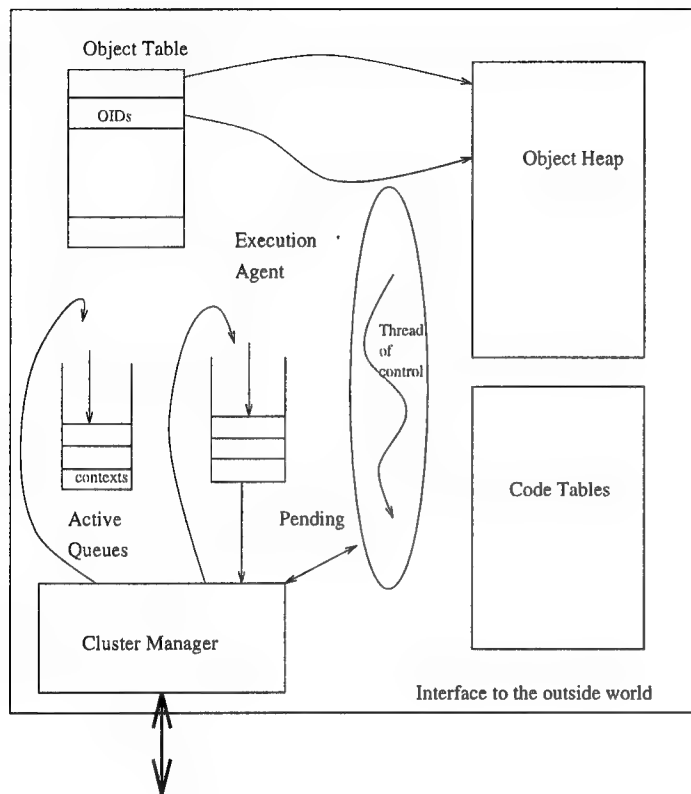 Object Table
OIDs
Object Heap
Execution
Agent
Thread
of
control
contexts
Active
Queues
Pending
Code Tables
Cluster Manager
Interface to the outside world